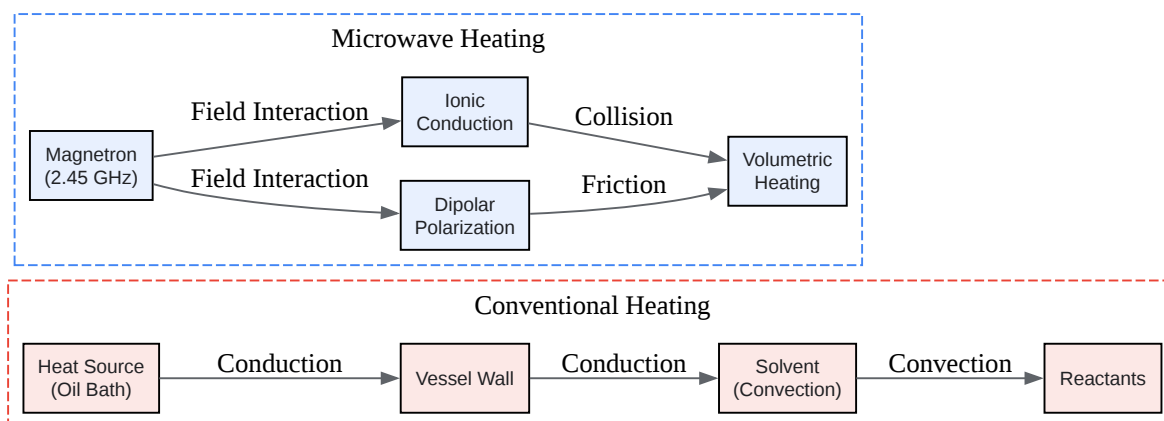 Microwave Heating
Field Interaction
Ionic
Conduction
Collision
Magnetron
(2.45 GHz)
Volumetric
Heating
Field Interaction
Dipolar
Polarization
Friction
Conventional Heating
Heat Source
(Oil Bath)
Conduction
Vessel Wall
Conduction
Solvent
(Convection)
Convection
Reactants